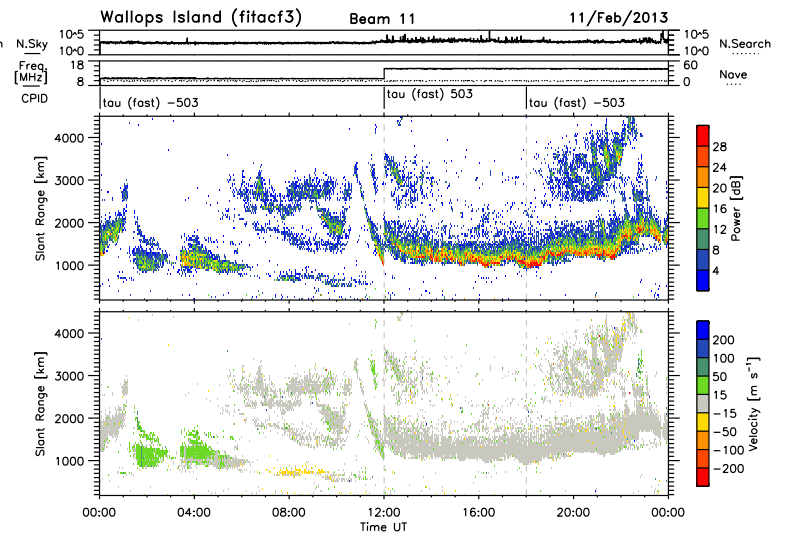 Wallops Island (fitacf3) Beam 11 11/Feb/2013
n N.Sky 10^5 10^0 10^5 10^0 N.Search
Freq. [MHz] 18 8 60 0 Nave
CPID tau (fast) -503 tau (fast) 503 tau (fast) -503
Slant Range [km]
4000
3000
2000
1000
28
24
20
16
12
8
4
Power [dB]
Slant Range [km]
4000
3000
2000
1000
200
100
50
15
-15
-50
-100
-200
Velocity [m s⁻¹]
00:00 04:00 08:00 12:00 16:00 20:00 00:00
Time UT